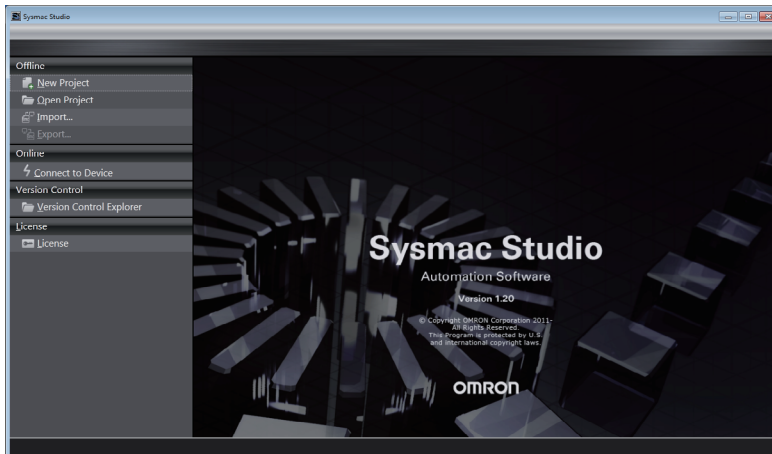 Sysmac Studio
Offline
New Project
Open Project
Import...
Export...
Online
Connect to Device
Version Control
Version Control Explorer
License
License
Sysmac Studio
Automation Software
Version 1.20
© Copyright OMRON Corporation 2011-
All Rights Reserved.
This Program is protected by U.S.
and international copyright laws.
OMRON